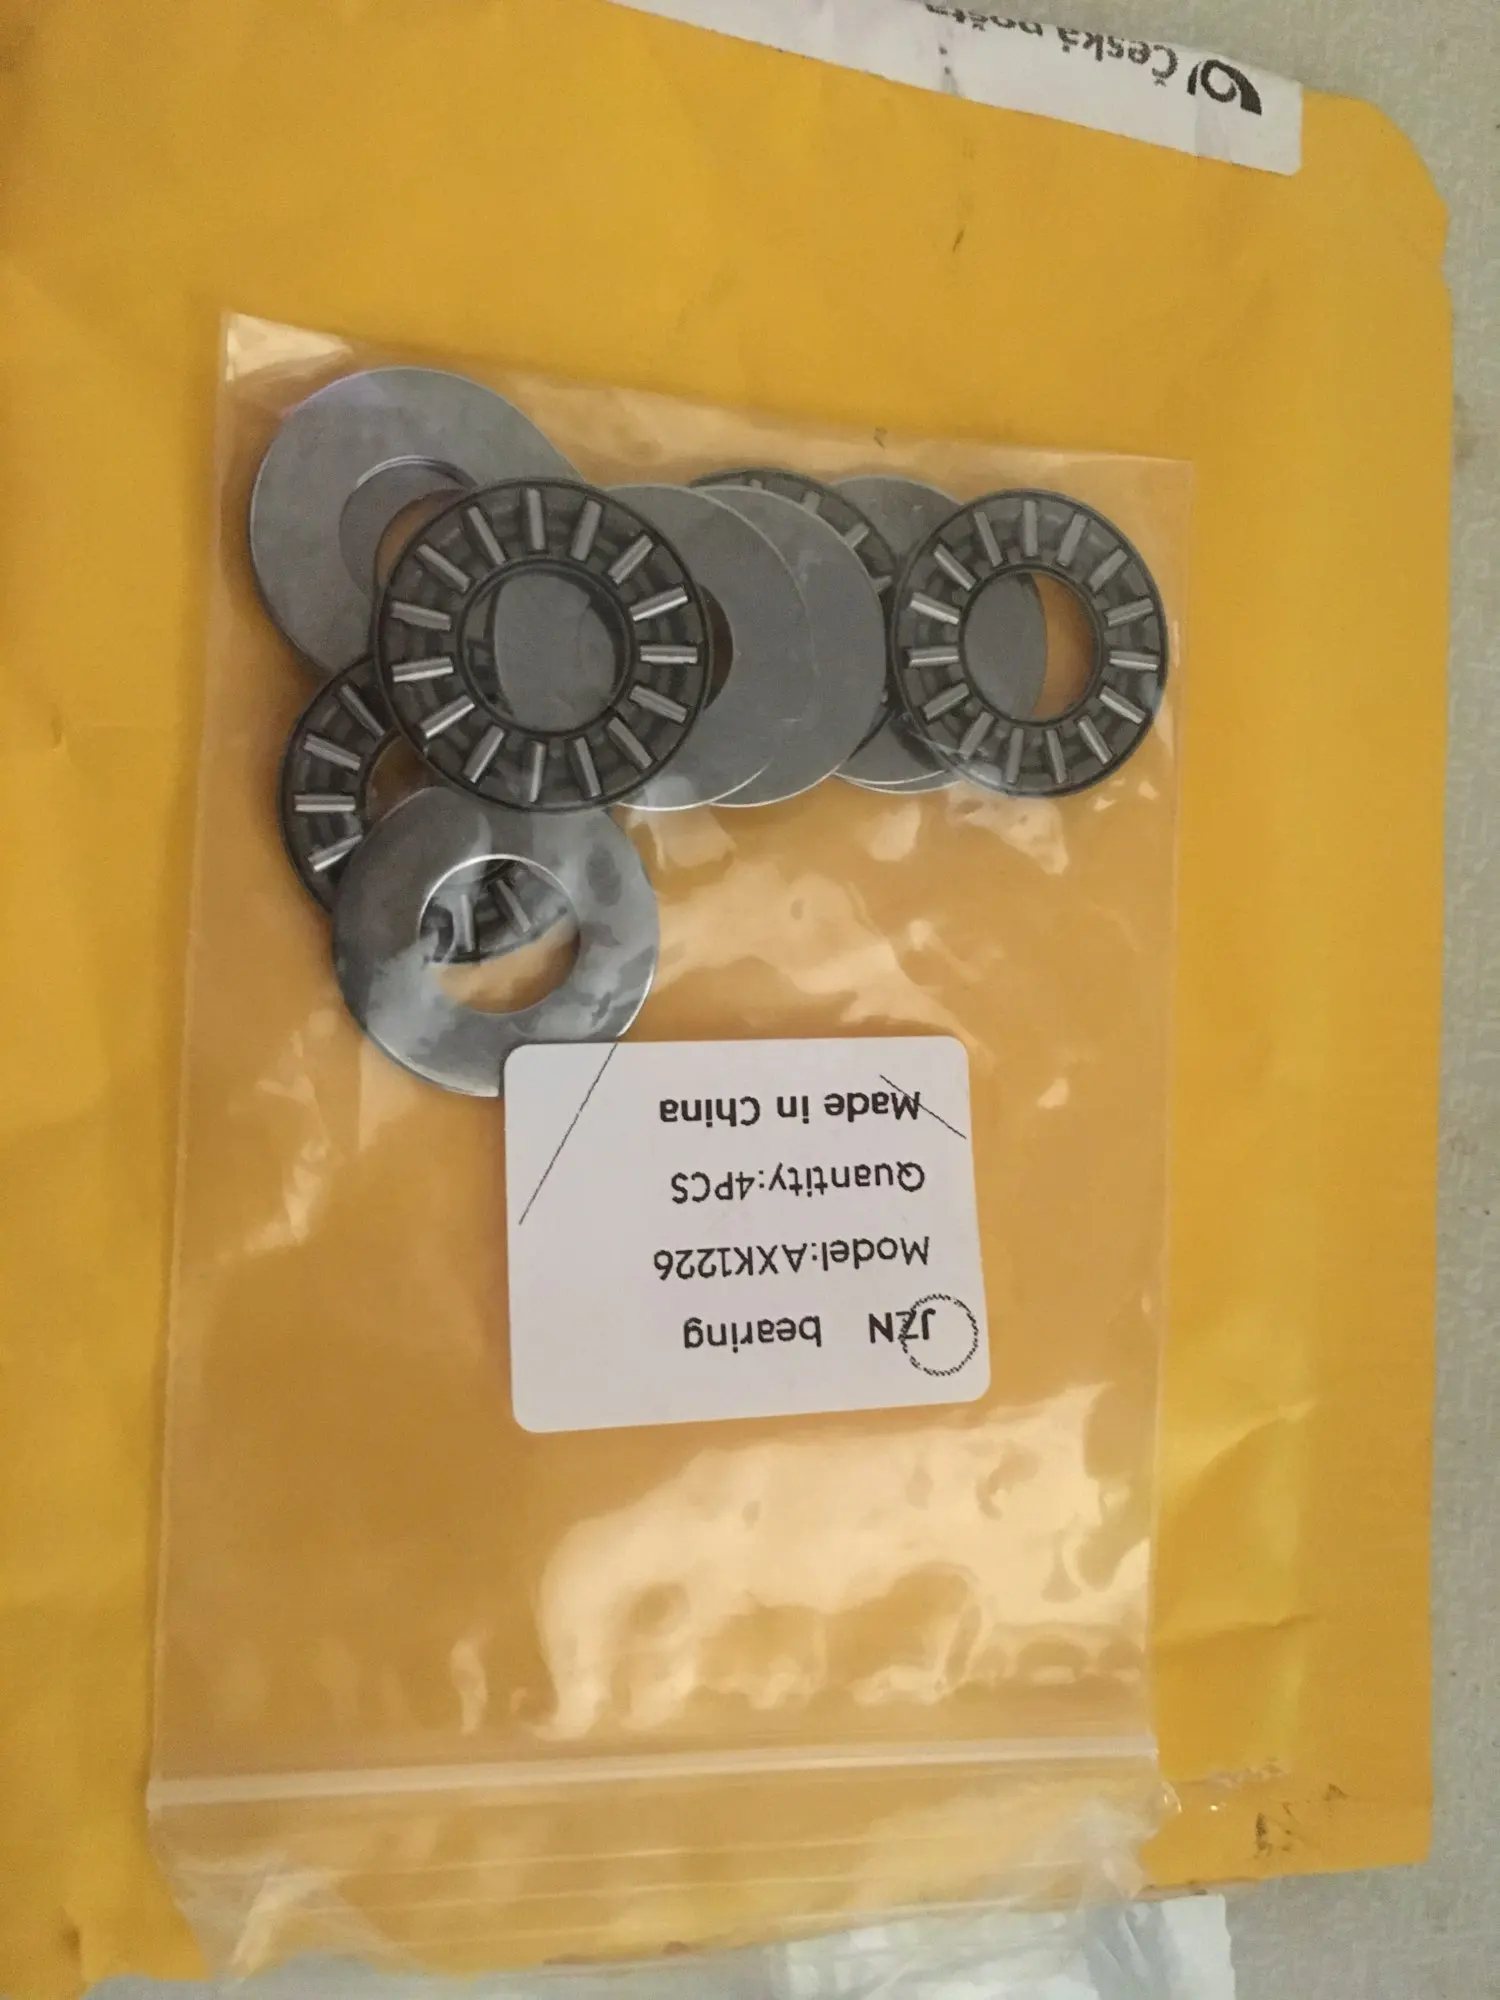 Česká pošta
JZN bearing
Model:AXK1226
Quantity:4PCS
Made in China